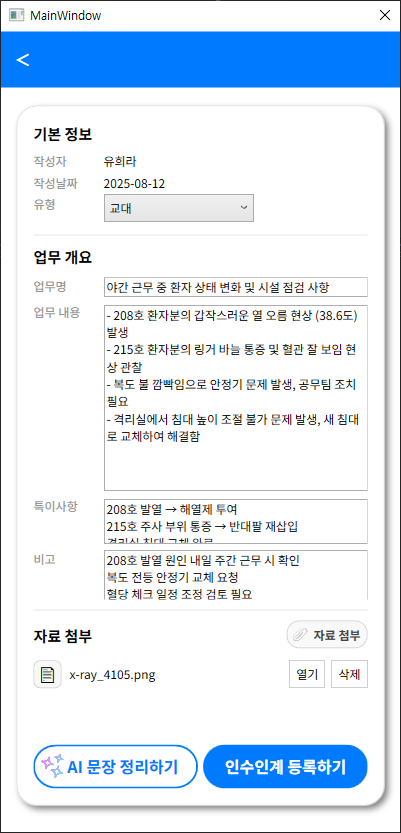 MainWindow
<
기본 정보
작성자 유희라
작성날짜 2025-08-12
유형 교대
업무 개요
업무명 야간 근무 중 환자 상태 변화 및 시설 점검 사항
업무 내용 - 208호 환자분의 갑작스러운 열 오름 현상 (38.6도)
발생
- 215호 환자분의 링거 바늘 통증 및 혈관 잘 보임 현
상 관찰
- 복도 불 깜빡임으로 안정기 문제 발생, 공무팀 조치
필요
- 격리실에서 침대 높이 조절 불가 문제 발생, 새 침대
로 교체하여 해결함
특이사항 208호 발열 → 해열제 투여
215호 주사 부위 통증 → 반대팔 재삽입
격리실 침대 교체 완료
비고 208호 발열 원인 내일 주간 근무 시 확인
복도 전등 안정기 교체 요청
혈당 체크 일정 조정 검토 필요
자료 첨부 자료 첨부
x-ray_4105.png 열기 삭제
AI 문장 정리하기 인수인계 등록하기